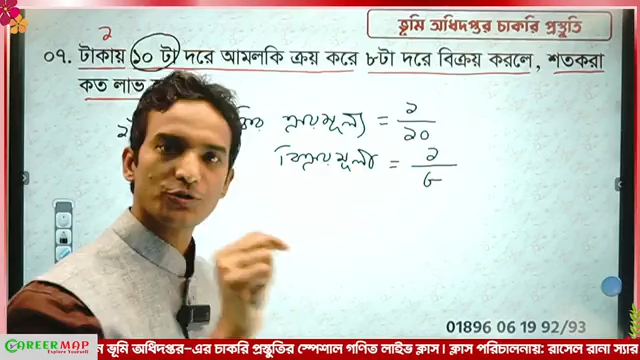 ভূমি অধিদপ্তর চাকরি প্রস্তুতি
২
০৭. টাকায় ১০ টা দরে আমলকি ক্রয় করে ৮টা দরে বিক্রয় করলে, শতকরা
কত লাভ
ক্রয়মূল্য = ১/১০
বিক্রয়মূল্য = ১/৮
01896 06 19 92/93
CAREERMAP
Explore Yourself
ভূমি অধিদপ্তর-এর চাকরি প্রস্তুতির স্পেশাল গণিত লাইভ ক্লাস। ক্লাস পরিচালনায়: রাসেল রানা স্যার